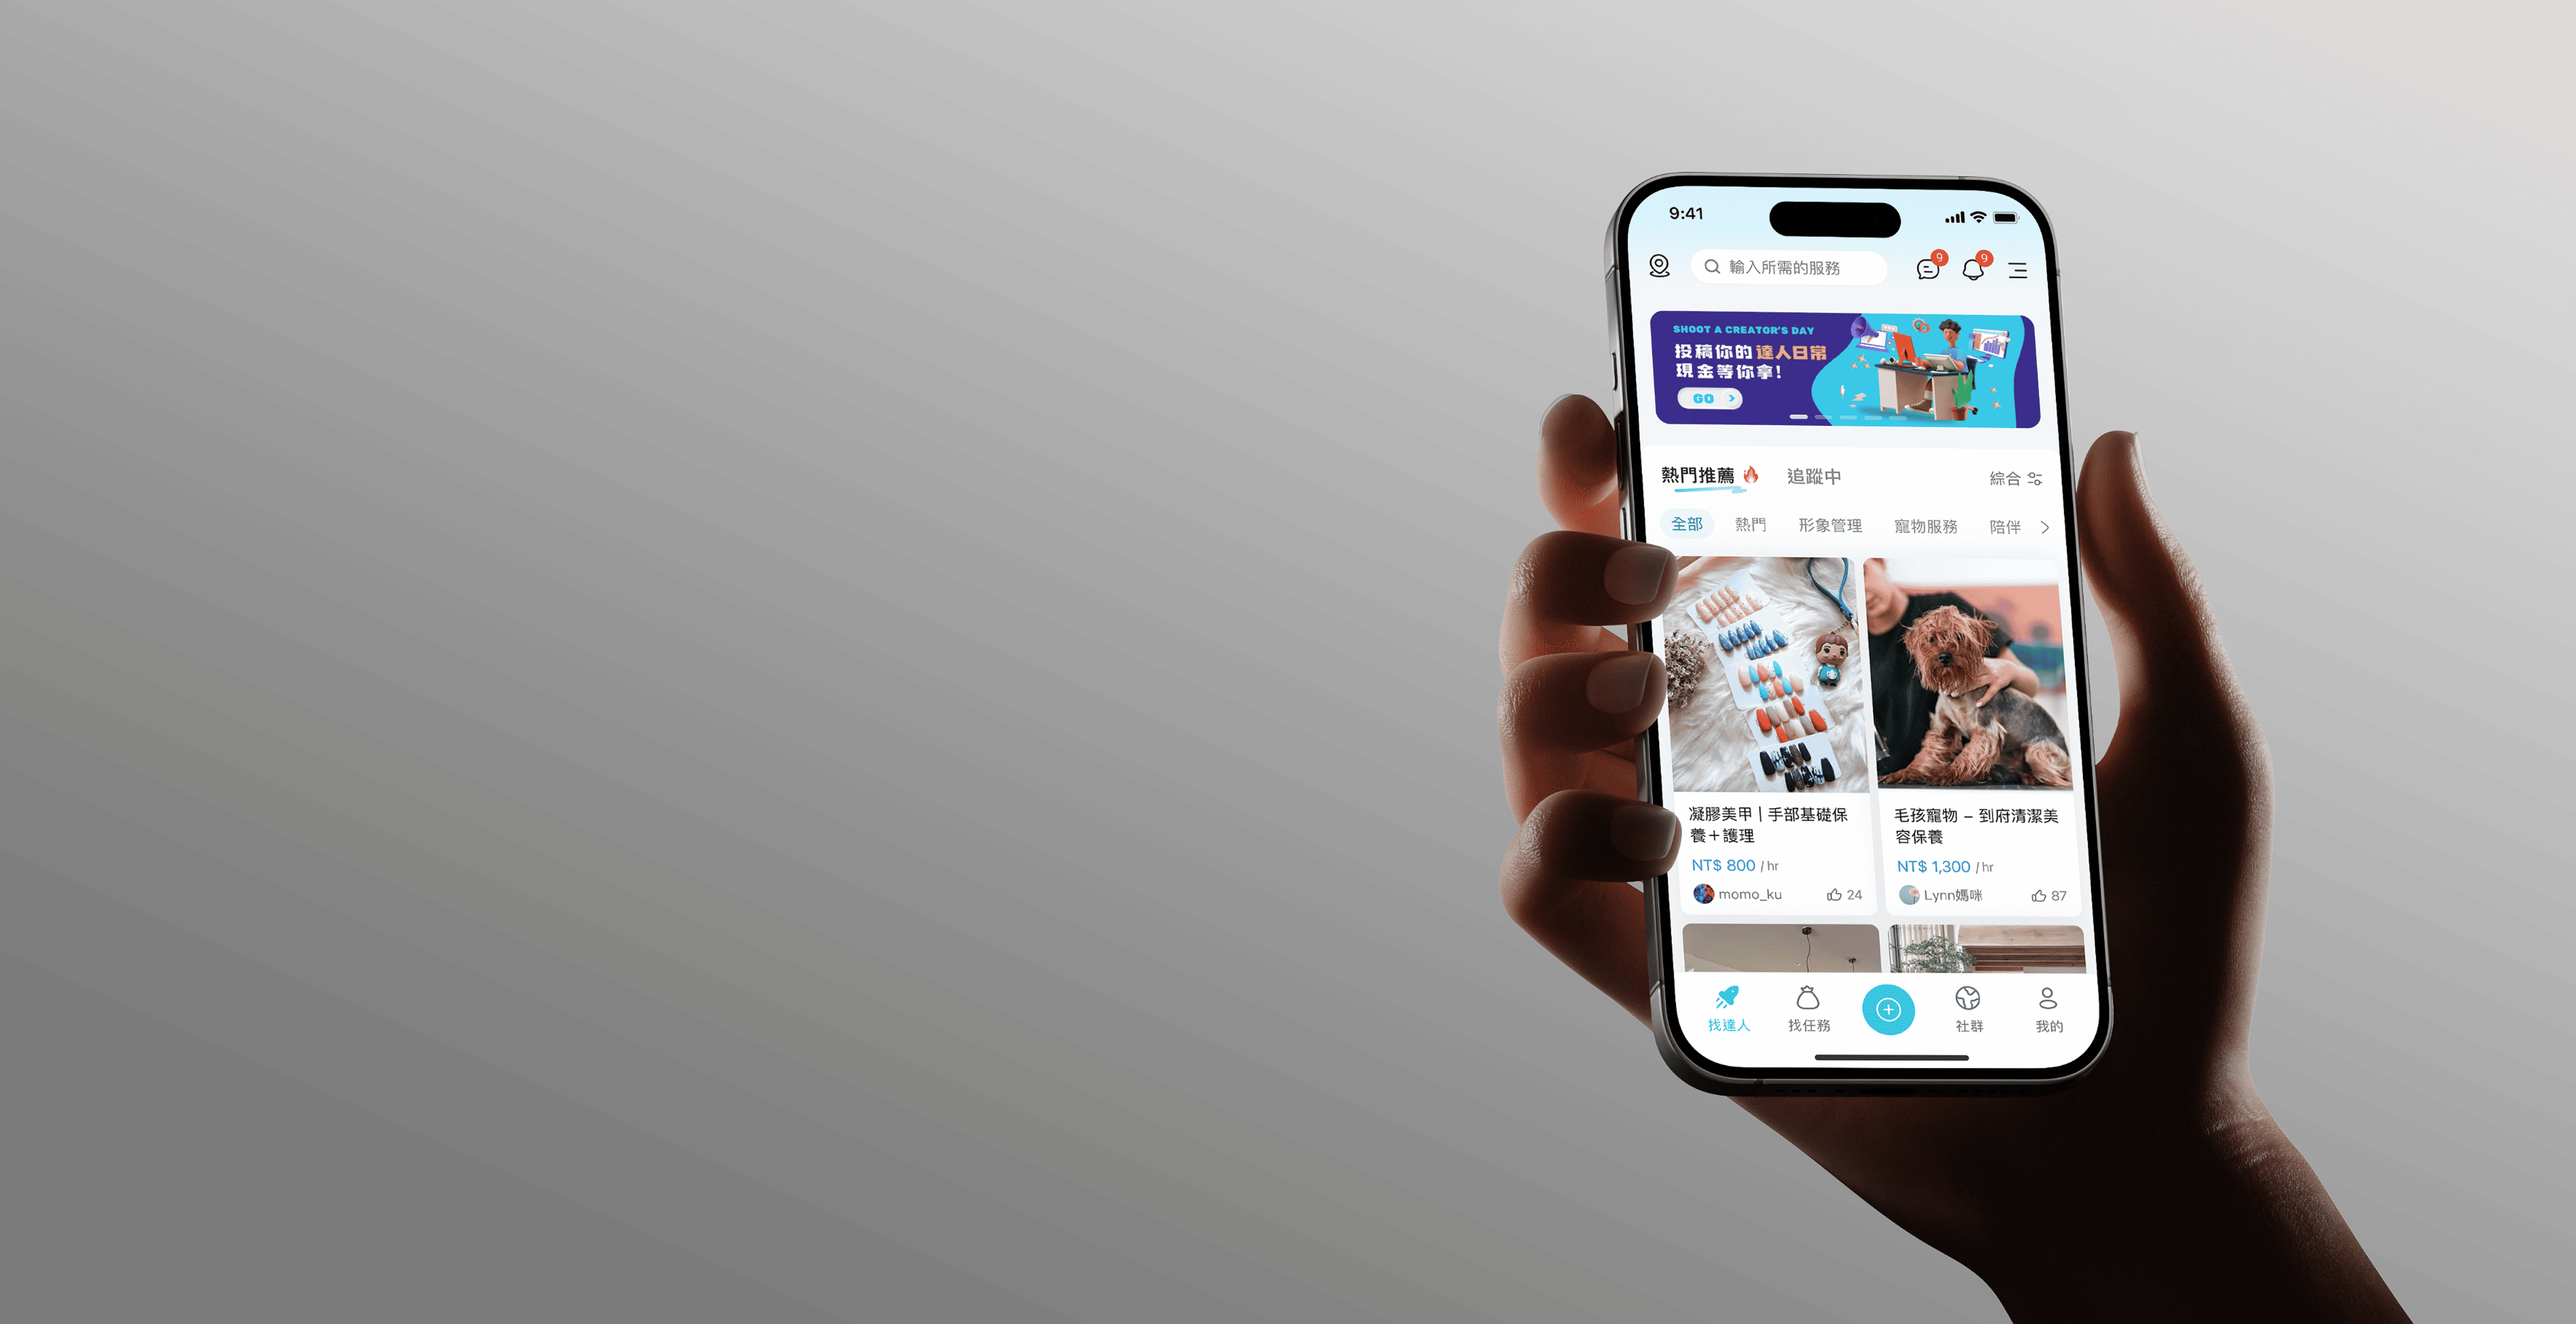 9:41
輸入所需的服務
9
9
SHOOT A CREATOR'S DAY
投稿你的達人日常
現金等你拿!
GO
熱門推薦 🔥 追蹤中 綜合
全部 熱門 形象管理 寵物服務 陪伴
凝膠美甲 | 手部基礎保
養+護理
NT$ 800 / hr
momo_ku 24
毛孩寵物 – 到府清潔美
容保養
NT$ 1,300 / hr
Lynn媽咪 87
找達人 找任務 社群 我的